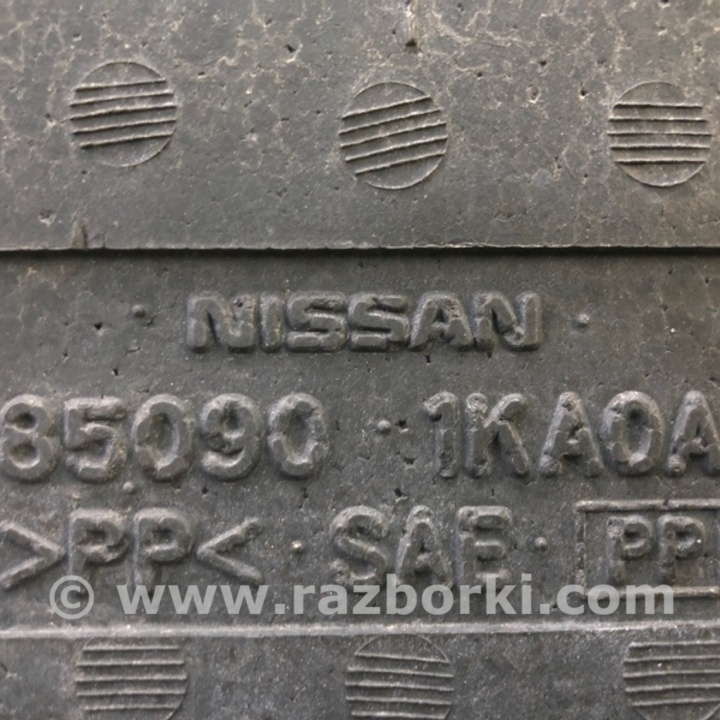 NISSAN
85090 1KA0A
>PP< SAE PP
© www.razborki.com